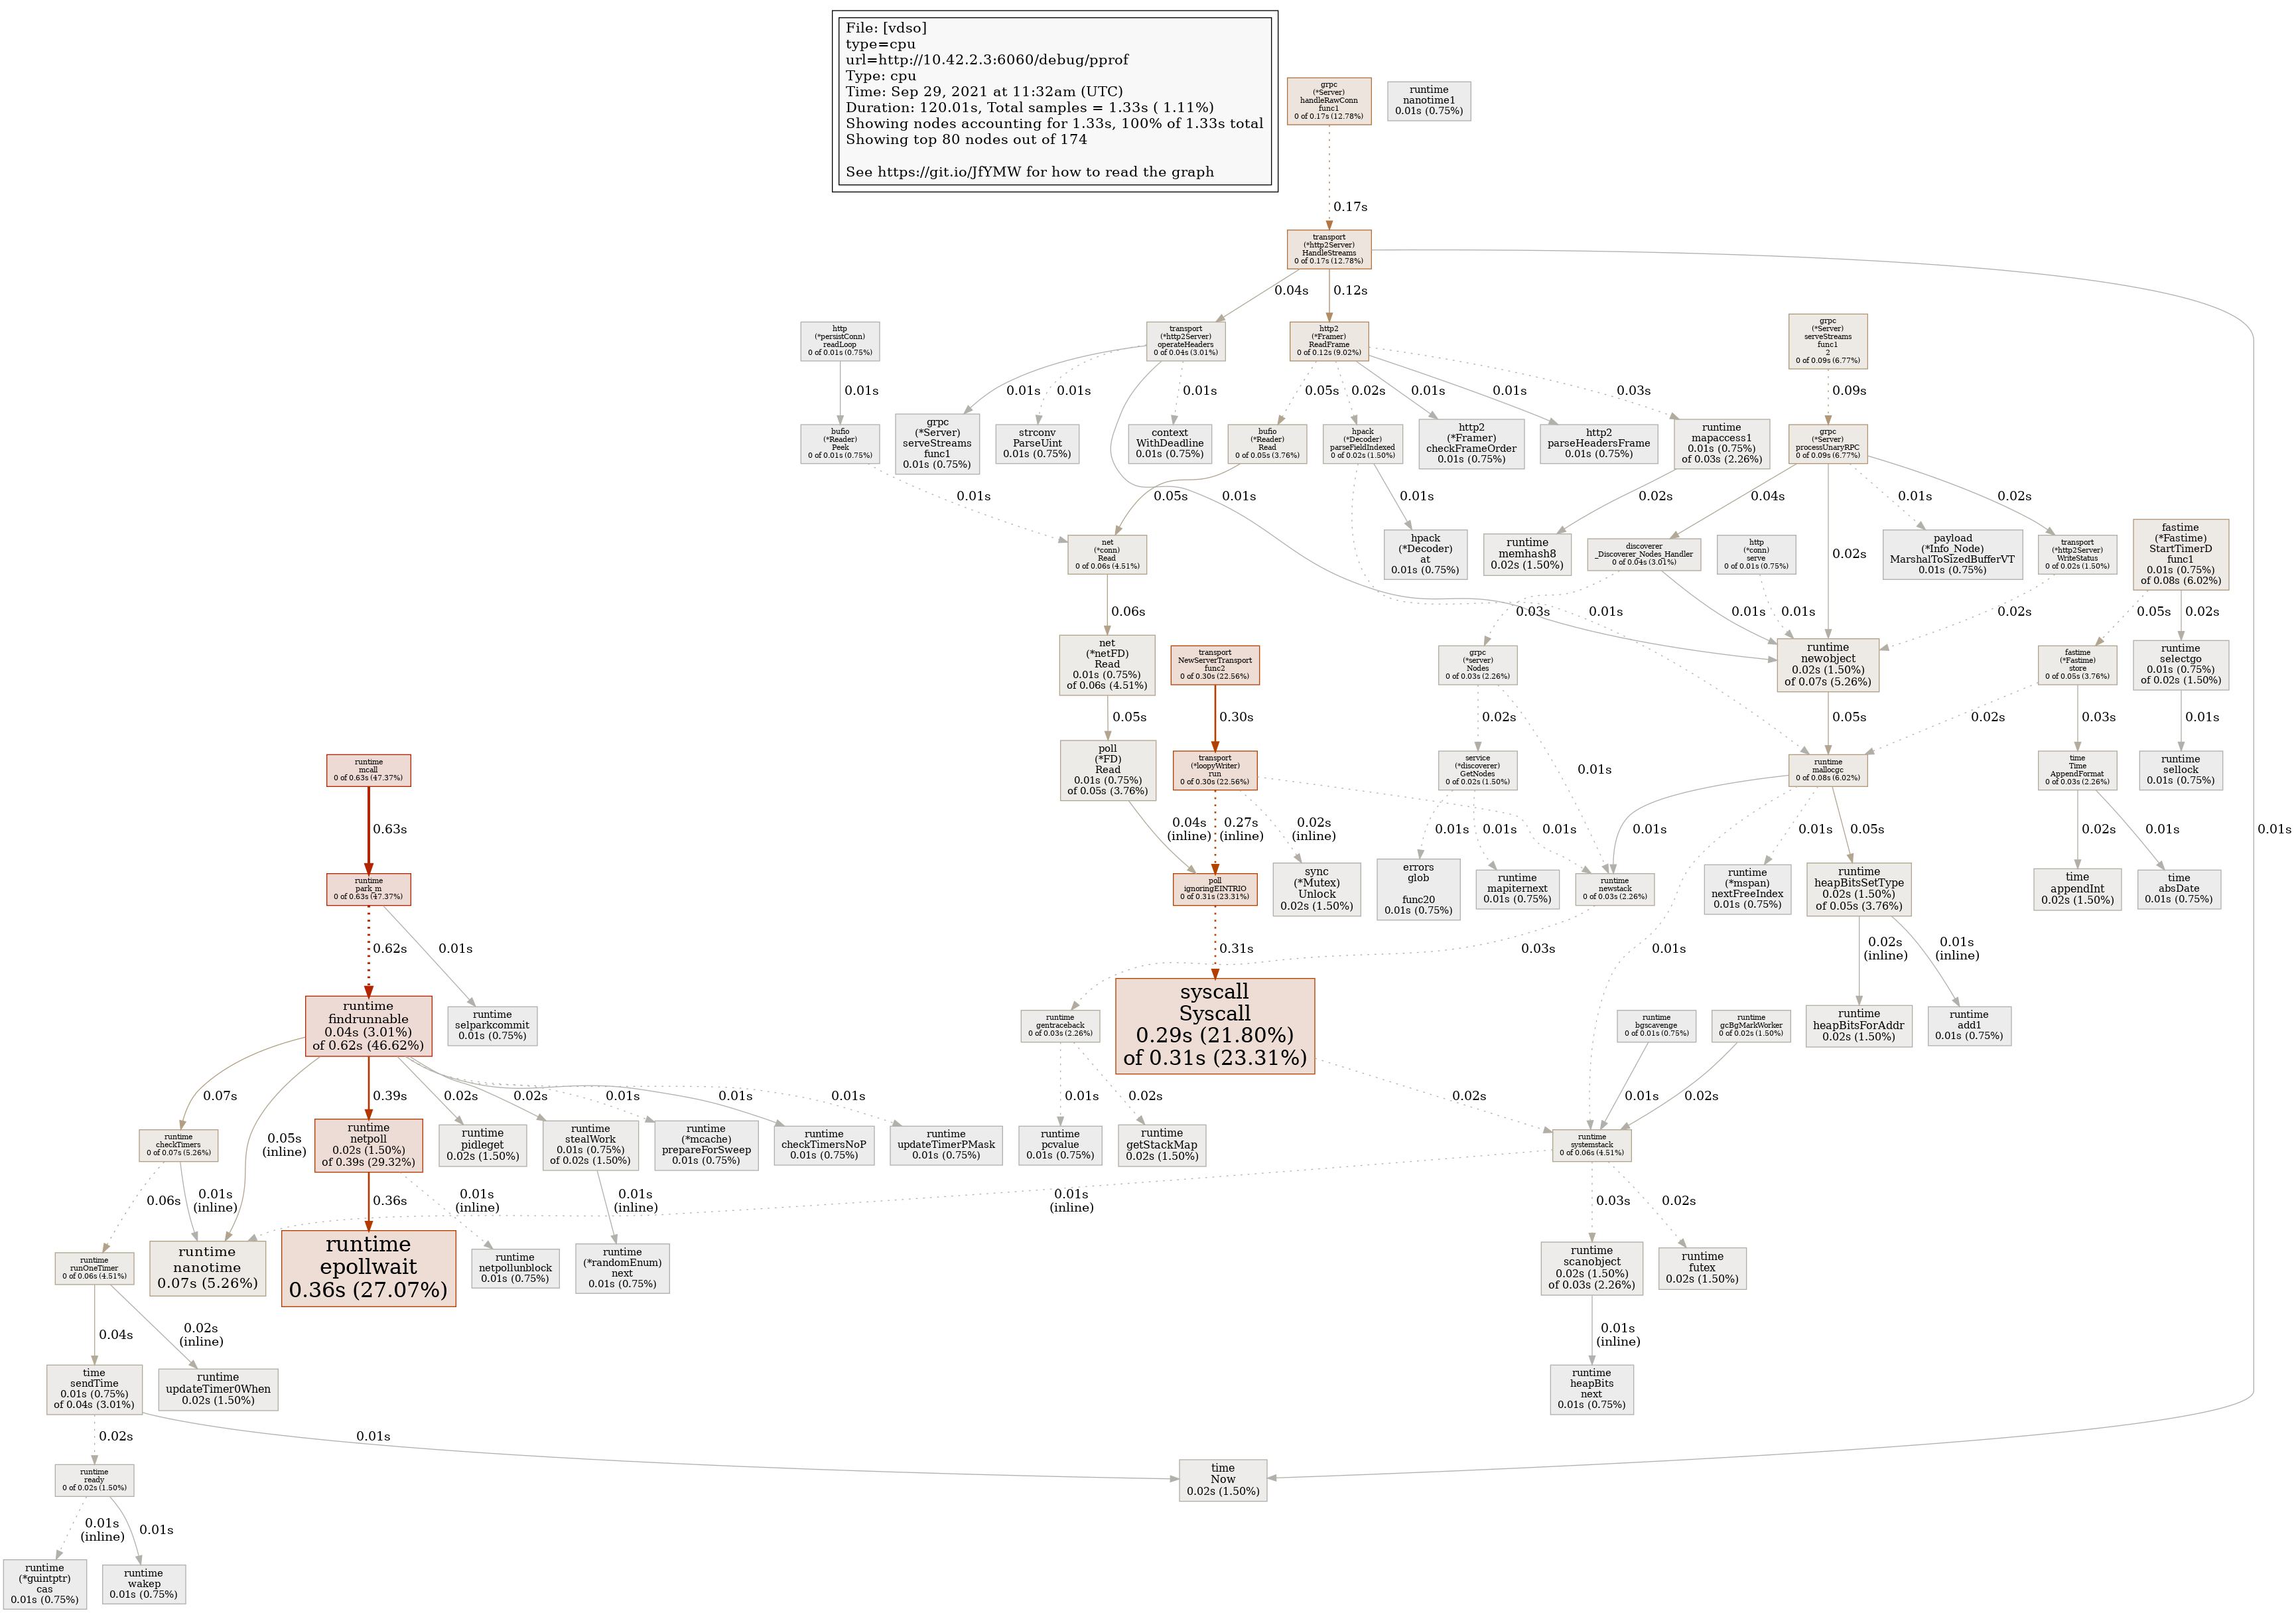 File: [vdso]
type=cpu
url=http://10.42.2.3:6060/debug/pprof
Type: cpu
Time: Sep 29, 2021 at 11:32am (UTC)
Duration: 120.01s, Total samples = 1.33s ( 1.11%)
Showing nodes accounting for 1.33s, 100% of 1.33s total
Showing top 80 nodes out of 174
See https://git.io/JfYMW for how to read the graph
grpc
(*Server)
handleRawConn
func1
0 of 0.17s (12.78%)
runtime
nanotime1
0.01s (0.75%)
0.17s
transport
(*http2Server)
HandleStreams
0 of 0.17s (12.78%)
0.04s
0.12s
0.01s
http
(*persistConn)
readLoop
0 of 0.01s (0.75%)
transport
(*http2Server)
operateHeaders
0 of 0.04s (3.01%)
http2
(*Framer)
ReadFrame
0 of 0.12s (9.02%)
grpc
(*Server)
serveStreams
func1
2
0 of 0.09s (6.77%)
0.01s
0.01s
0.01s
0.01s
0.05s
0.02s
0.01s
0.01s
0.03s
0.09s
bufio
(*Reader)
Peek
0 of 0.01s (0.75%)
grpc
(*Server)
serveStreams
func1
0.01s (0.75%)
strconv
ParseUint
0.01s (0.75%)
context
WithDeadline
0.01s (0.75%)
bufio
(*Reader)
Read
0 of 0.05s (3.76%)
hpack
(*Decoder)
parseFieldIndexed
0 of 0.02s (1.50%)
http2
(*Framer)
checkFrameOrder
0.01s (0.75%)
http2
parseHeadersFrame
0.01s (0.75%)
runtime
mapaccess1
0.01s (0.75%)
of 0.03s (2.26%)
grpc
(*Server)
processUnaryRPC
0 of 0.09s (6.77%)
0.01s
0.05s
0.01s
0.01s
0.02s
0.04s
0.02s
0.01s
0.02s
net
(*conn)
Read
0 of 0.06s (4.51%)
hpack
(*Decoder)
at
0.01s (0.75%)
runtime
memhash8
0.02s (1.50%)
discoverer
_Discoverer_Nodes_Handler
0 of 0.04s (3.01%)
http
(*conn)
serve
0 of 0.01s (0.75%)
payload
(*Info_Node)
MarshalToSizedBufferVT
0.01s (0.75%)
transport
(*http2Server)
WriteStatus
0 of 0.02s (1.50%)
fastime
(*Fastime)
StartTimerD
func1
0.01s (0.75%)
of 0.08s (6.02%)
0.06s
0.03s
0.01s
0.01s
0.01s
0.02s
0.05s
0.02s
net
(*netFD)
Read
0.01s (0.75%)
of 0.06s (4.51%)
transport
NewServerTransport
func2
0 of 0.30s (22.56%)
grpc
(*server)
Nodes
0 of 0.03s (2.26%)
runtime
newobject
0.02s (1.50%)
of 0.07s (5.26%)
fastime
(*Fastime)
store
0 of 0.05s (3.76%)
runtime
selectgo
0.01s (0.75%)
of 0.02s (1.50%)
0.05s
0.30s
0.02s
0.01s
0.05s
0.02s
0.03s
0.01s
runtime
mcall
0 of 0.63s (47.37%)
poll
(*FD)
Read
0.01s (0.75%)
of 0.05s (3.76%)
transport
(*loopyWriter)
run
0 of 0.30s (22.56%)
service
(*discoverer)
GetNodes
0 of 0.02s (1.50%)
runtime
mallocgc
0 of 0.08s (6.02%)
time
Time
AppendFormat
0 of 0.03s (2.26%)
runtime
sellock
0.01s (0.75%)
0.63s
0.04s
(inline)
0.27s
(inline)
0.02s
(inline)
0.01s
0.01s
0.01s
0.01s
0.01s
0.01s
0.05s
0.02s
0.01s
runtime
park_m
0 of 0.63s (47.37%)
poll
ignoringEINTRIO
0 of 0.31s (23.31%)
sync
(*Mutex)
Unlock
0.02s (1.50%)
errors
glob
func20
0.01s (0.75%)
runtime
mapiternext
0.01s (0.75%)
runtime
newstack
0 of 0.03s (2.26%)
runtime
(*mspan)
nextFreeIndex
0.01s (0.75%)
runtime
heapBitsSetType
0.02s (1.50%)
of 0.05s (3.76%)
time
appendInt
0.02s (1.50%)
time
absDate
0.01s (0.75%)
0.62s
0.01s
0.31s
0.03s
0.02s
(inline)
0.01s
(inline)
runtime
findrunnable
0.04s (3.01%)
of 0.62s (46.62%)
runtime
selparkcommit
0.01s (0.75%)
runtime
gentraceback
0 of 0.03s (2.26%)
syscall
Syscall
0.29s (21.80%)
of 0.31s (23.31%)
runtime
bgscavenge
0 of 0.01s (0.75%)
runtime
gcBgMarkWorker
0 of 0.02s (1.50%)
runtime
heapBitsForAddr
0.02s (1.50%)
runtime
add1
0.01s (0.75%)
0.07s
0.05s
(inline)
0.39s
0.02s
0.02s
0.01s
0.01s
0.01s
0.01s
0.02s
0.02s
0.01s
0.02s
runtime
checkTimers
0 of 0.07s (5.26%)
runtime
netpoll
0.02s (1.50%)
of 0.39s (29.32%)
runtime
pidleget
0.02s (1.50%)
runtime
stealWork
0.01s (0.75%)
of 0.02s (1.50%)
runtime
(*mcache)
prepareForSweep
0.01s (0.75%)
runtime
checkTimersNoP
0.01s (0.75%)
runtime
updateTimerPMask
0.01s (0.75%)
runtime
pcvalue
0.01s (0.75%)
runtime
getStackMap
0.02s (1.50%)
runtime
systemstack
0 of 0.06s (4.51%)
0.06s
0.01s
(inline)
0.36s
0.01s
(inline)
0.01s
(inline)
0.01s
(inline)
0.03s
0.02s
runtime
runOneTimer
0 of 0.06s (4.51%)
runtime
nanotime
0.07s (5.26%)
runtime
epollwait
0.36s (27.07%)
runtime
netpollunblock
0.01s (0.75%)
runtime
(*randomEnum)
next
0.01s (0.75%)
runtime
scanobject
0.02s (1.50%)
of 0.03s (2.26%)
runtime
futex
0.02s (1.50%)
0.04s
0.02s
(inline)
0.01s
(inline)
time
sendTime
0.01s (0.75%)
of 0.04s (3.01%)
runtime
updateTimer0When
0.02s (1.50%)
runtime
heapBits
next
0.01s (0.75%)
0.02s
0.01s
runtime
ready
0 of 0.02s (1.50%)
time
Now
0.02s (1.50%)
0.01s
(inline)
0.01s
runtime
(*guintptr)
cas
0.01s (0.75%)
runtime
wakep
0.01s (0.75%)